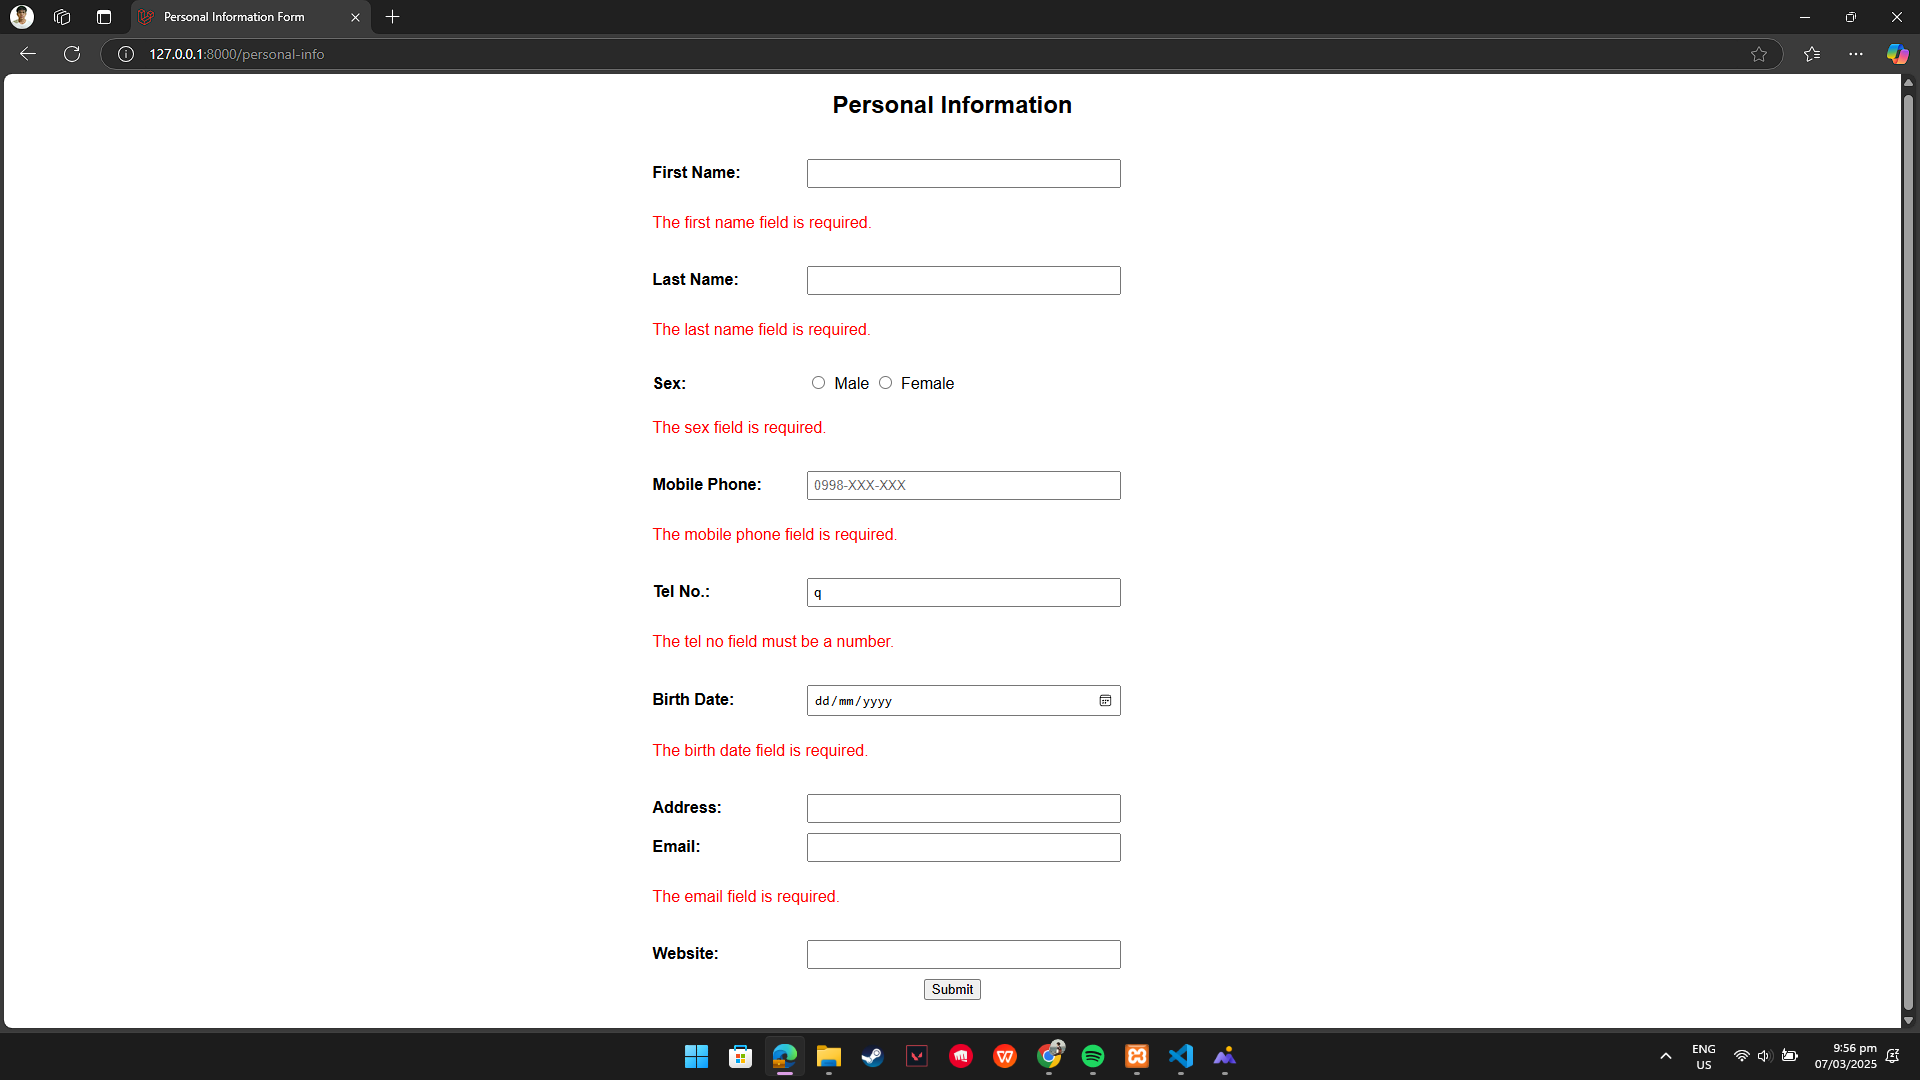 Personal Information Form
127.0.0.1:8000/personal-info
Personal Information
First Name:
The first name field is required.
Last Name:
The last name field is required.
Sex: Male Female
The sex field is required.
Mobile Phone: 0998-XXX-XXX
The mobile phone field is required.
Tel No.: q
The tel no field must be a number.
Birth Date: dd/mm/yyyy
The birth date field is required.
Address:
Email:
The email field is required.
Website:
Submit
ENG
US
9:56 pm
07/03/2025